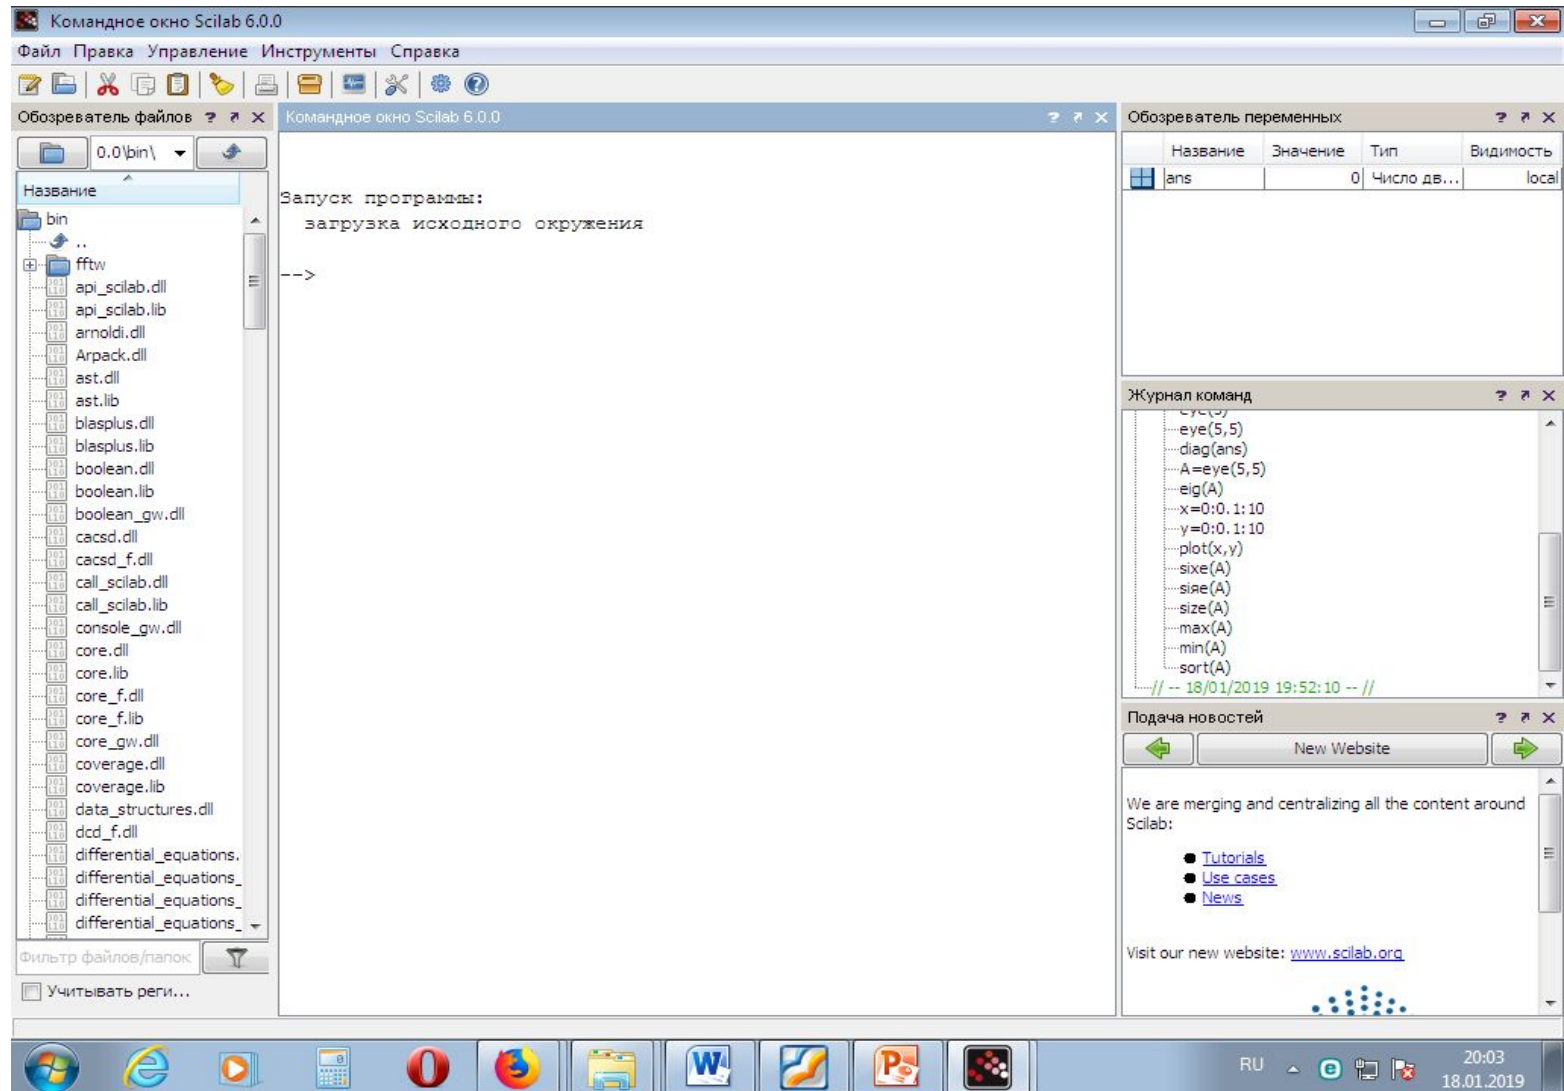 Командное окно Scilab 6.0.0
Файл Правка Управление Инструменты Справка
Обозреватель файлов
0.0\bin\
Название
bin
..
fftw
api_scilab.dll
api_scilab.lib
arnoldi.dll
Arpack.dll
ast.dll
ast.lib
blasplus.dll
blasplus.lib
boolean.dll
boolean.lib
boolean_gw.dll
cacsd.dll
cacsd_f.dll
call_scilab.dll
call_scilab.lib
console_gw.dll
core.dll
core.lib
core_f.dll
core_f.lib
core_gw.dll
coverage.dll
coverage.lib
data_structures.dll
dcd_f.dll
differential_equations.
differential_equations_
differential_equations_
differential_equations_
Фильтр файлов/папок
Учитывать реги...
Командное окно Scilab 6.0.0
Запуск программы:
загрузка исходного окружения
-->
Обозреватель переменных
Название Значение Тип Видимость
ans 0 Число дв... local
Журнал команд
eye(5,5)
diag(ans)
A=eye(5,5)
eig(A)
x=0:0.1:10
y=0:0.1:10
plot(x,y)
sixe(A)
siяe(A)
size(A)
max(A)
min(A)
sort(A)
// -- 18/01/2019 19:52:10 -- //
Подача новостей
New Website
We are merging and centralizing all the content around
Scilab:
Tutorials
Use cases
News
Visit our new website: www.scilab.org
RU
20:03
18.01.2019